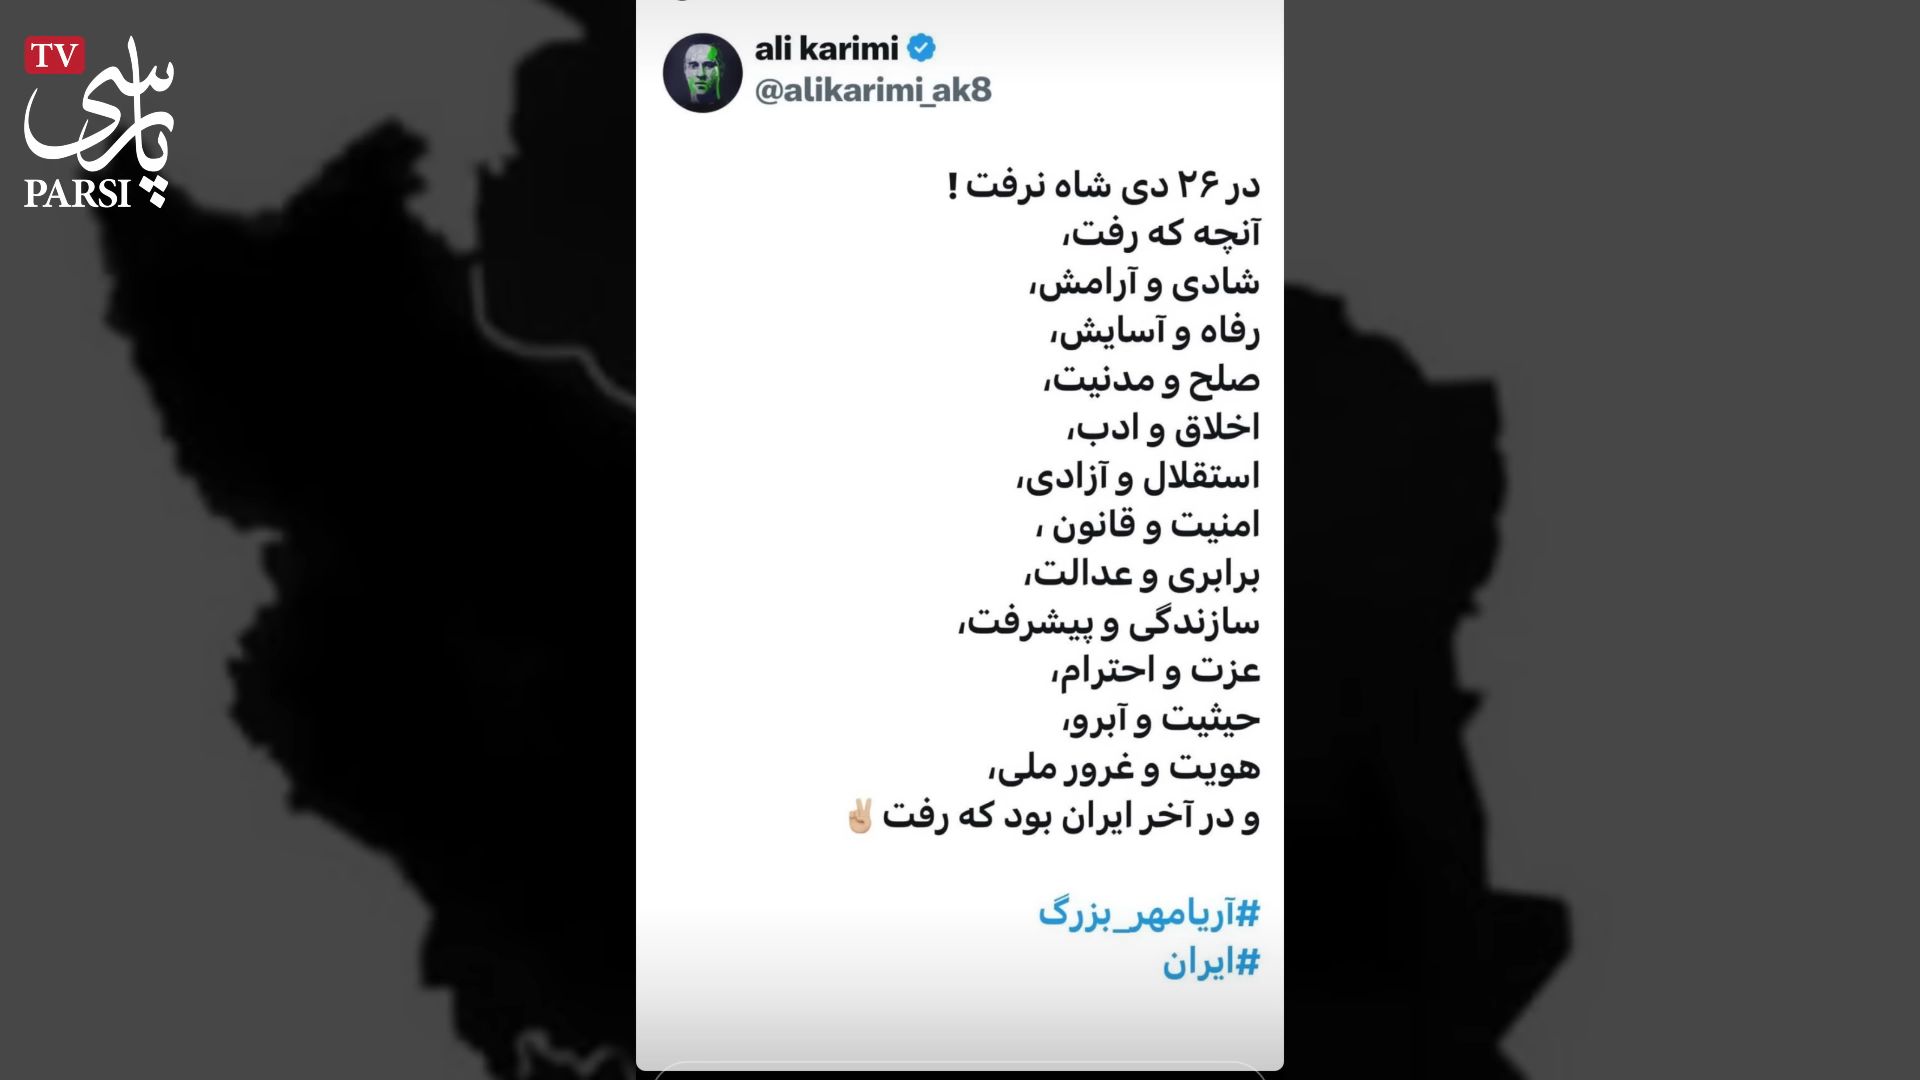 TV
پارسی
PARSI
ali karimi
@alikarimi_ak8
در ۲۶ دی شاه نرفت !
آنچه که رفت،
شادی و آرامش،
رفاه و آسایش،
صلح و مدنیت،
اخلاق و ادب،
استقلال و آزادی،
امنیت و قانون ،
برابری و عدالت،
سازندگی و پیشرفت،
عزت و احترام،
حیثیت و آبرو،
هویت و غرور ملی،
و در آخر ایران بود که رفت✌🏼
#آریامهر_بزرگ
#ایران